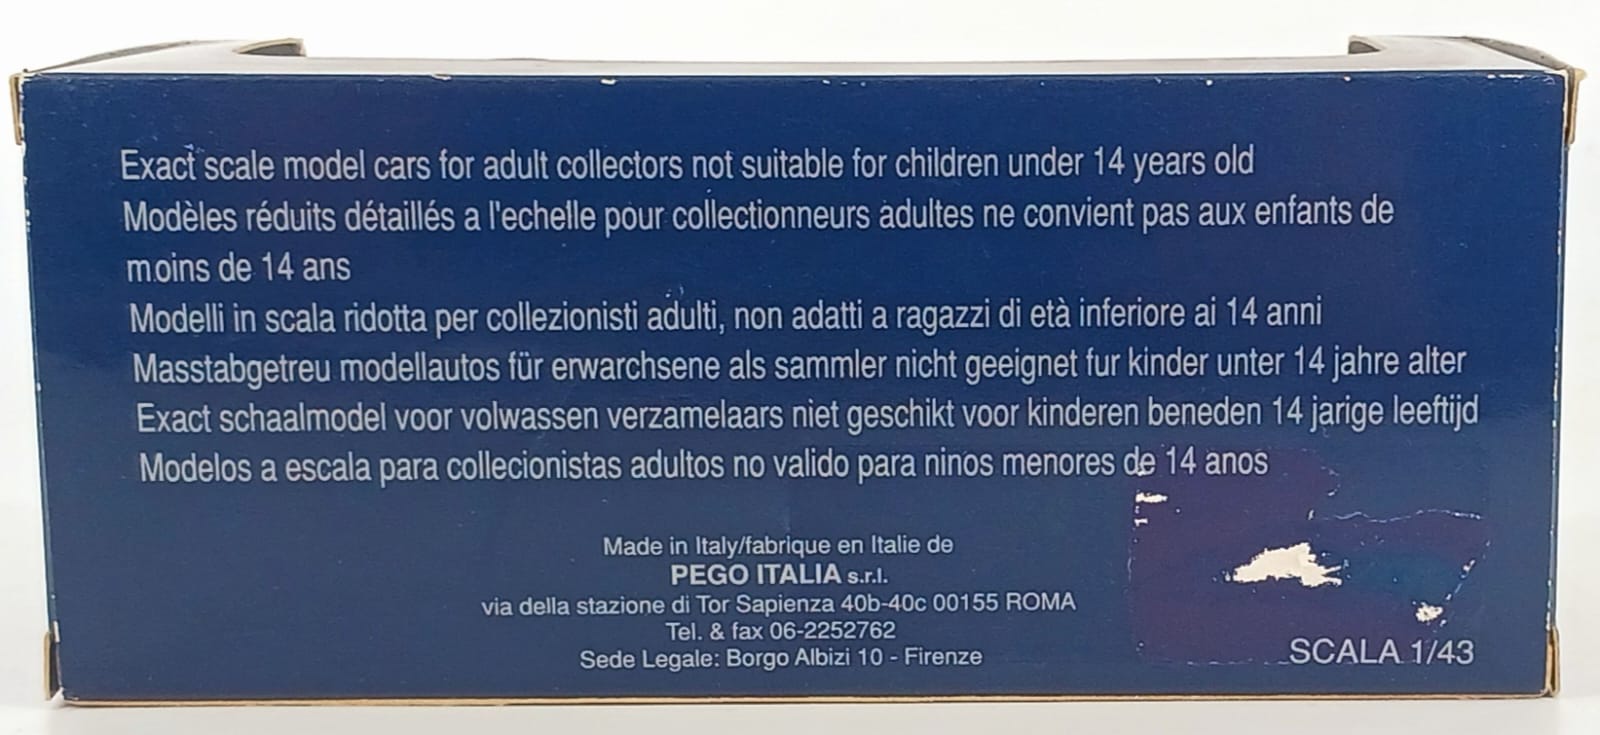 Exact scale model cars for adult collectors not suitable for children under 14 years old
Modèles réduits détaillés a l'echelle pour collectionneurs adultes ne convient pas aux enfants de
moins de 14 ans
Modelli in scala ridotta per collezionisti adulti, non adatti a ragazzi di età inferiore ai 14 anni
Masstabgetreu modellautos für erwarchsene als sammler nicht geeignet fur kinder unter 14 jahre alter
Exact schaalmodel voor volwassen verzamelaars niet geschikt voor kinderen beneden 14 jarige leeftijd
Modelos a escala para collecionistas adultos no valido para ninos menores de 14 anos
Made in Italy/fabrique en Italie de
PEGO ITALIA s.r.l.
via della stazione di Tor Sapienza 40b-40c 00155 ROMA
Tel. & fax 06-2252762
Sede Legale: Borgo Albizi 10 - Firenze
SCALA 1/43